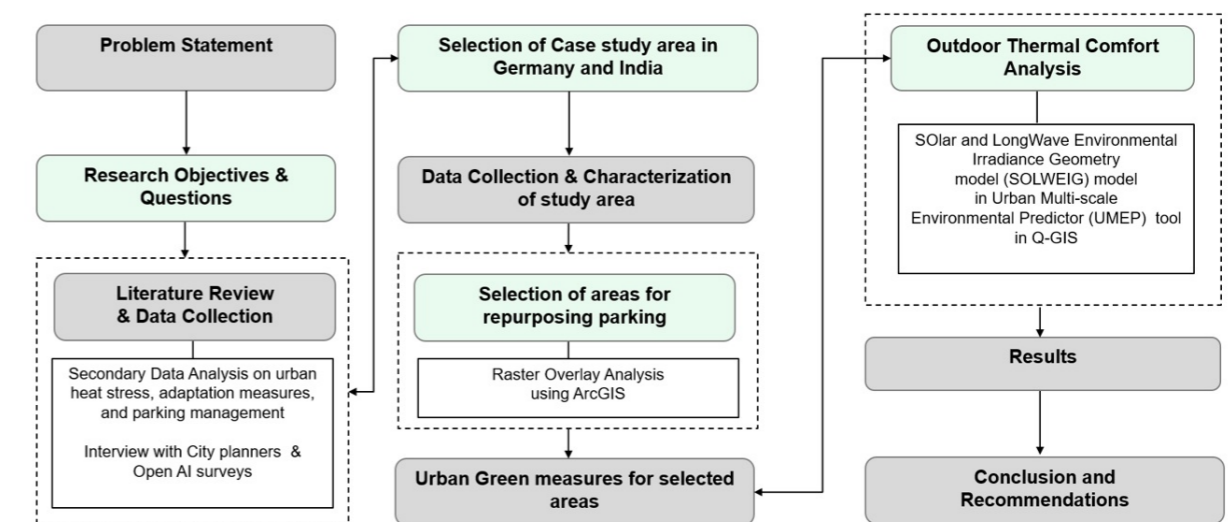 Problem Statement
Research Objectives &
Questions
Literature Review
& Data Collection
Secondary Data Analysis on urban
heat stress, adaptation measures,
and parking management
Interview with City planners &
Open AI surveys
Selection of Case study area in
Germany and India
Data Collection & Characterization
of study area
Selection of areas for
repurposing parking
Raster Overlay Analysis
using ArcGIS
Urban Green measures for selected
areas
Outdoor Thermal Comfort
Analysis
SOlar and LongWave Environmental
Irradiance Geometry
model (SOLWEIG) model
in Urban Multi-scale
Environmental Predictor (UMEP) tool
in Q-GIS
Results
Conclusion and
Recommendations